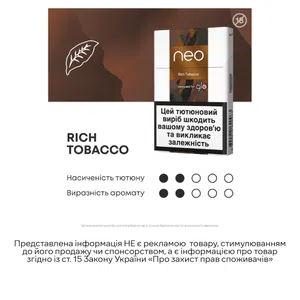 18
neo
Rich Tobacco
glo
Цей тютюновий
виріб шкодить
вашому здоров'ю
та викликає
залежність
RICH
TOBACCO
Насиченість тютюну
Виразність аромату
Представлена інформація НЕ є рекламою товару, стимулюванням
до його продажу чи спонсорством, а є інформацією про товар
згідно із ст. 15 Закону України «Про захист прав споживачів»